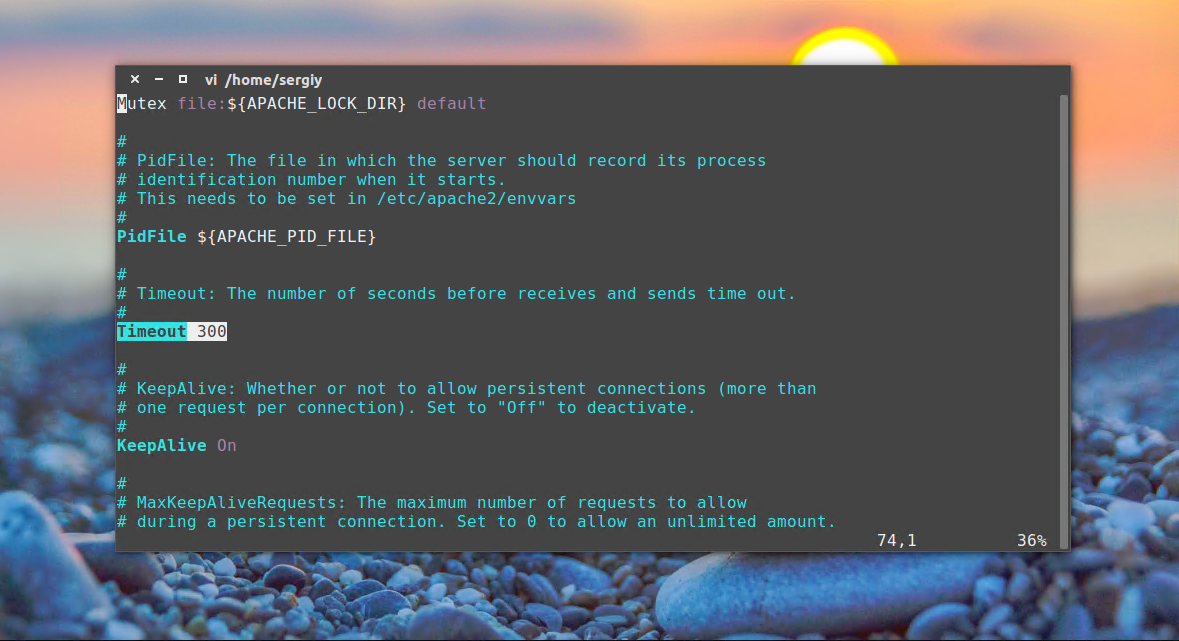 vi /home/sergiy
Mutex file:${APACHE_LOCK_DIR} default
#
# PidFile: The file in which the server should record its process
# identification number when it starts.
# This needs to be set in /etc/apache2/envvars
#
PidFile ${APACHE_PID_FILE}
#
# Timeout: The number of seconds before receives and sends time out.
#
Timeout 300
#
# KeepAlive: Whether or not to allow persistent connections (more than
# one request per connection). Set to "Off" to deactivate.
#
KeepAlive On
#
# MaxKeepAliveRequests: The maximum number of requests to allow
# during a persistent connection. Set to 0 to allow an unlimited amount.
74,1 36%